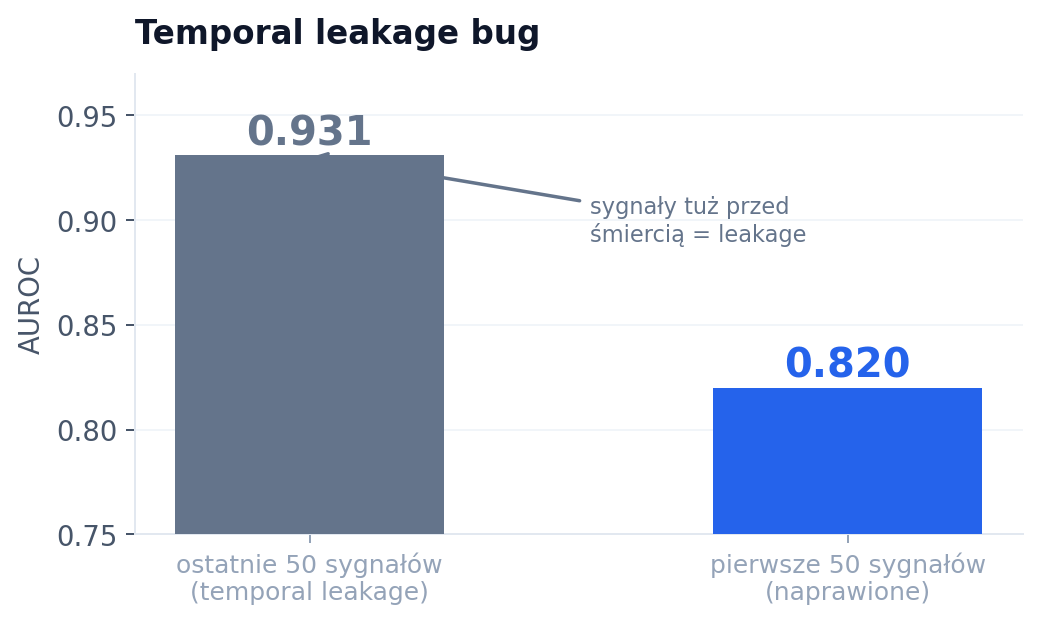 Temporal leakage bug
AUROC
0.95
0.90
0.85
0.80
0.75
0.931
sygnały tuż przed
śmiercią = leakage
0.820
ostatnie 50 sygnałów
(temporal leakage)
pierwsze 50 sygnałów
(naprawione)